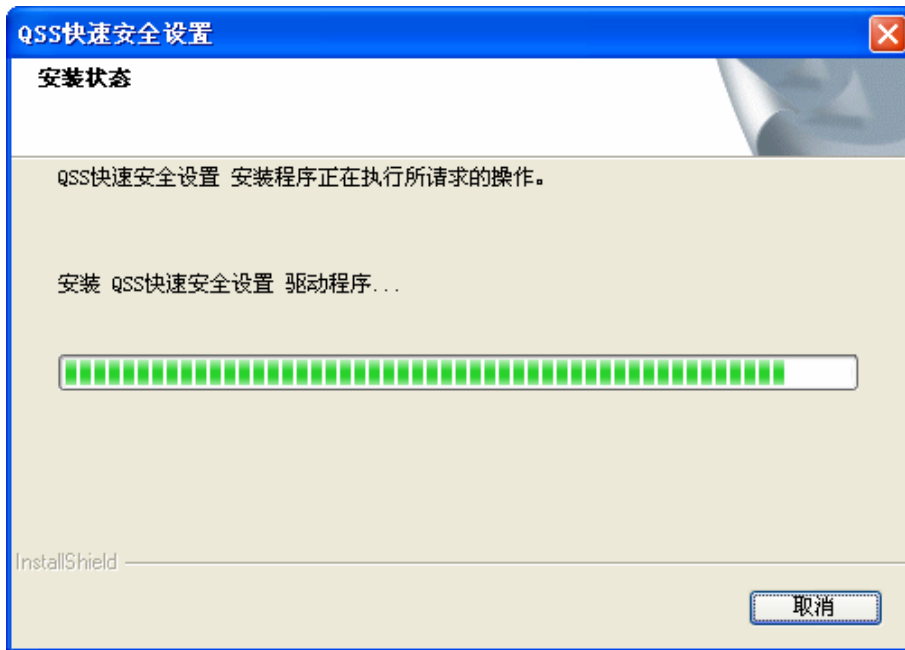 QSS快速安全设置
安装状态
QSS快速安全设置 安装程序正在执行所请求的操作。
安装 QSS快速安全设置 驱动程序...
InstallShield
取消